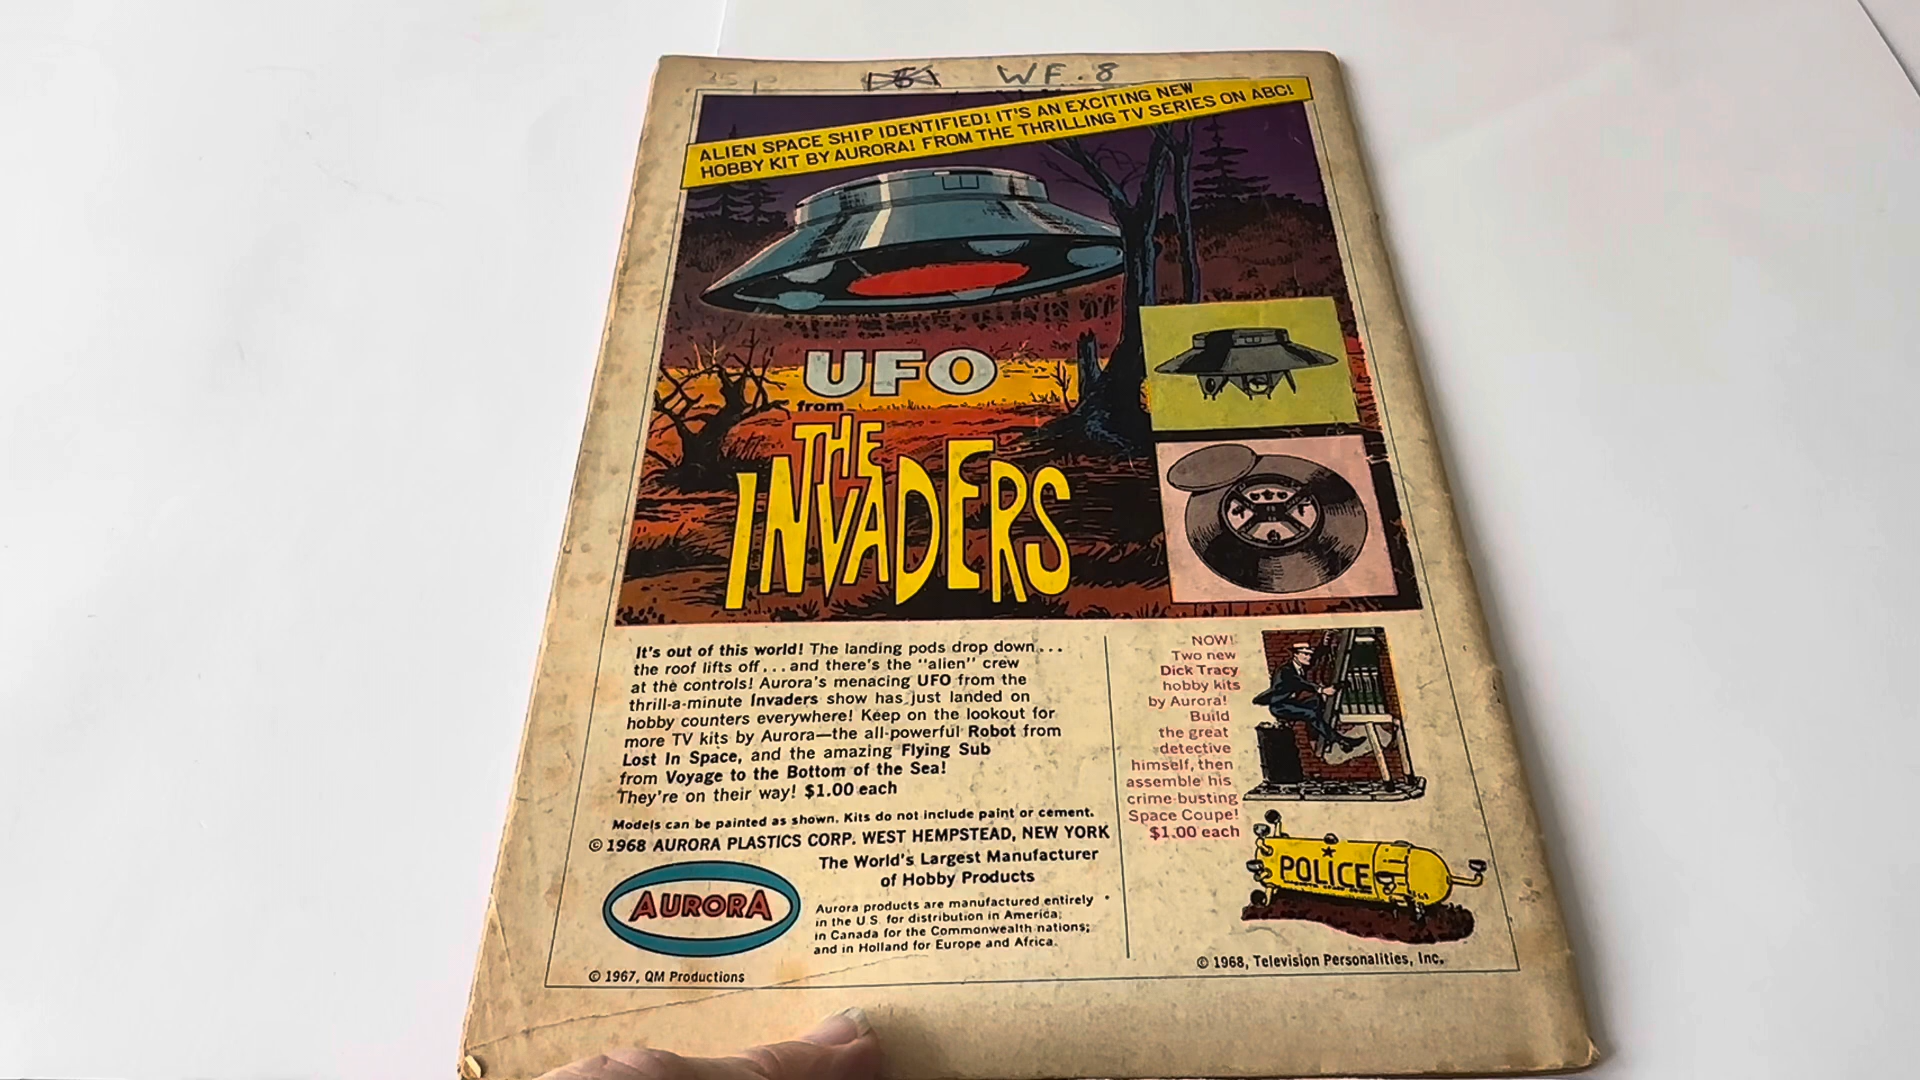 WF. 8
ALIEN SPACE SHIP IDENTIFIED! IT'S AN EXCITING NEW
HOBBY KIT BY AURORA! FROM THE THRILLING TV SERIES ON ABC!
UFO
from
THE
INVADERS
It's out of this world! The landing pods drop down...
the roof lifts off...and there's the "alien" crew
at the controls! Aurora's menacing UFO from the
thrill-a-minute Invaders show has just landed on
hobby counters everywhere! Keep on the lookout for
more TV kits by Aurora—the all-powerful Robot from
Lost In Space, and the amazing Flying Sub
from Voyage to the Bottom of the Sea!
They're on their way! $1.00 each
Models can be painted as shown. Kits do not include paint or cement.
© 1968 AURORA PLASTICS CORP. WEST HEMPSTEAD, NEW YORK
AURORA
The World's Largest Manufacturer
of Hobby Products
Aurora products are manufactured entirely
in the U.S. for distribution in America;
in Canada for the Commonwealth nations;
and in Holland for Europe and Africa.
© 1967, QM Productions
NOW!
Two new
Dick Tracy
hobby kits
by Aurora!
Build
the great
detective
himself, then
assemble his
crime-busting
Space Coupe!
$1.00 each
POLICE
© 1968, Television Personalities, Inc.